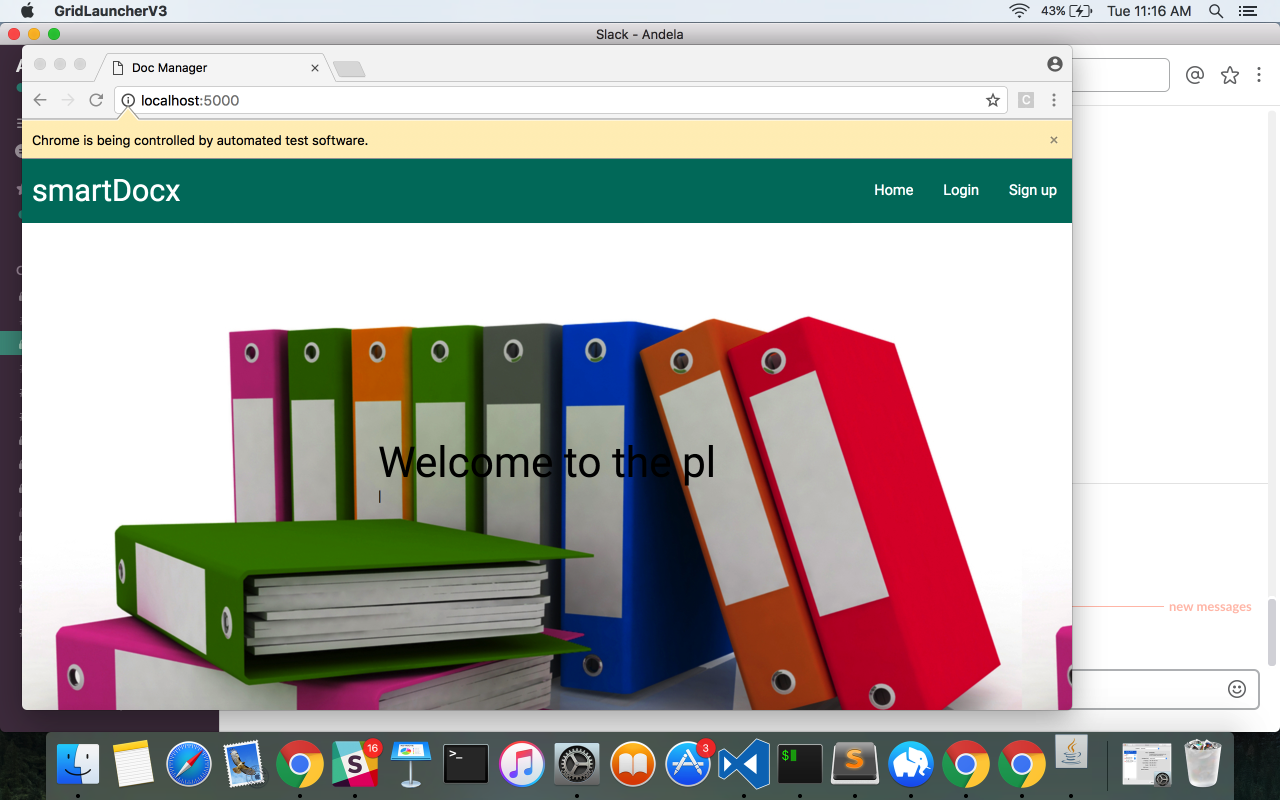 GridLauncherV3
43%
Tue 11:16 AM
Slack - Andela
Doc Manager
localhost:5000
C
Chrome is being controlled by automated test software.
smartDocx
Home
Login
Sign up
Welcome to the pl
new messages
16
3